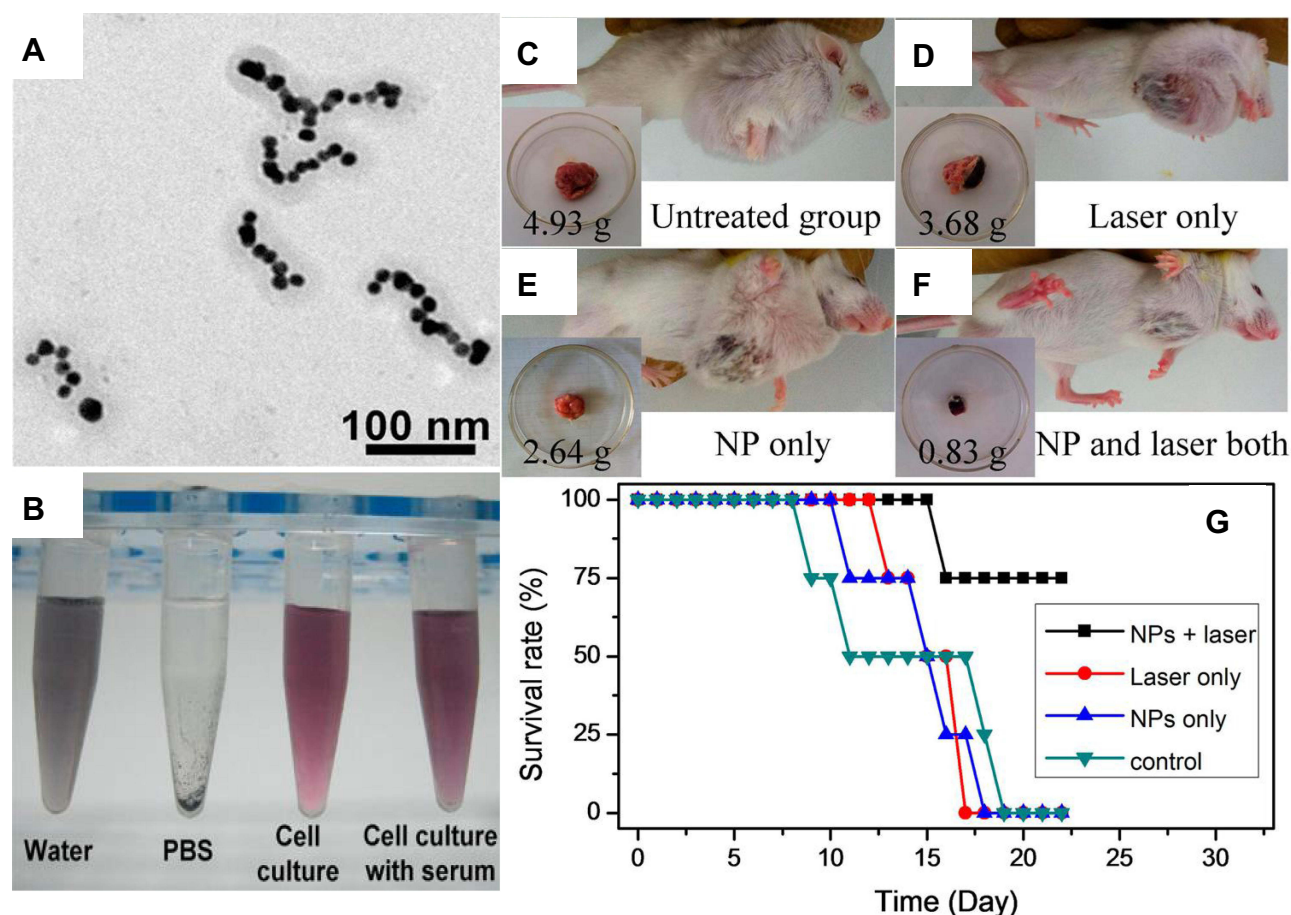 A
100 nm
B
Water
PBS
Cell
culture
Cell culture
with serum
C
4.93 g
Untreated group
D
3.68 g
Laser only
E
2.64 g
NP only
F
0.83 g
NP and laser both
G
Survival rate (%)
100
75
50
25
0
NPs + laser
Laser only
NPs only
control
0 5 10 15 20 25 30
Time (Day)